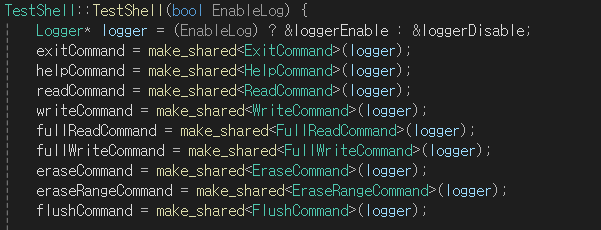 TestShell::TestShell(bool EnableLog) {
Logger* logger = (EnableLog) ? &loggerEnable : &loggerDisable;
exitCommand = make_shared<ExitCommand>(logger);
helpCommand = make_shared<HelpCommand>(logger);
readCommand = make_shared<ReadCommand>(logger);
writeCommand = make_shared<WriteCommand>(logger);
fullReadCommand = make_shared<FullReadCommand>(logger);
fullWriteCommand = make_shared<FullWriteCommand>(logger);
eraseCommand = make_shared<EraseCommand>(logger);
eraseRangeCommand = make_shared<EraseRangeCommand>(logger);
flushCommand = make_shared<FlushCommand>(logger);